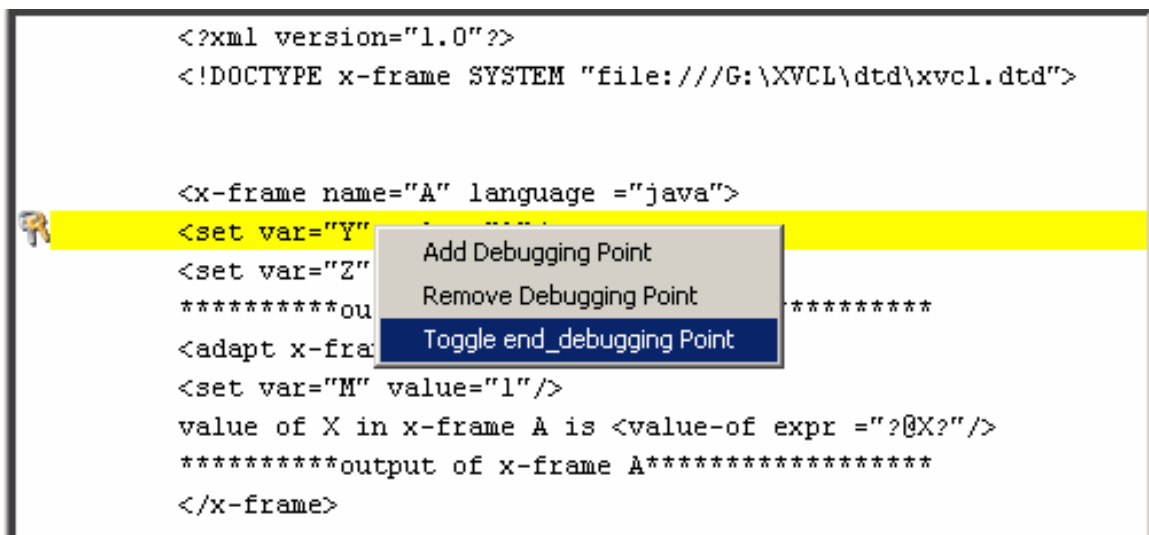 <?xml version="1.0"?>
<!DOCTYPE x-frame SYSTEM "file:///G:\XVCL\dtd\xvcl.dtd">
<x-frame name="A" language ="java">
<set var="Y"
Add Debugging Point
<set var="Z"
Remove Debugging Point
**********ou *********
Toggle end_debugging Point
<adapt x-fra
<set var="M" value="1"/>
value of X in x-frame A is <value-of expr ="?@X?"/>
**********output of x-frame A******************
</x-frame>